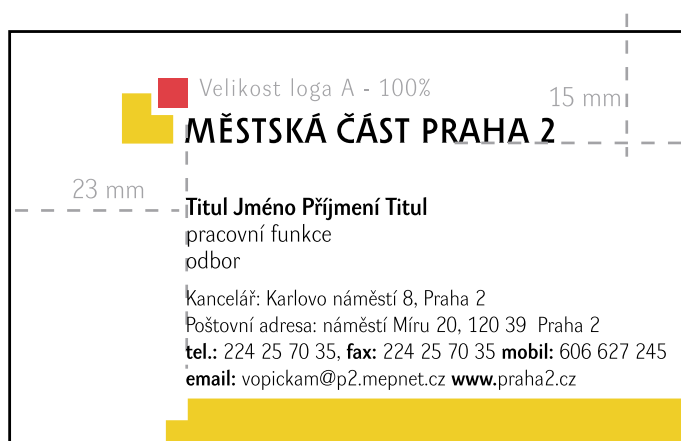 Velikost loga A - 100%
15 mm
MĚSTSKÁ ČÁST PRAHA 2
23 mm
Titul Jméno Příjmení Titul
pracovní funkce
odbor
Kancelář: Karlovo náměstí 8, Praha 2
Poštovní adresa: náměstí Míru 20, 120 39 Praha 2
tel.: 224 25 70 35, fax: 224 25 70 35 mobil: 606 627 245
email: vopickam@p2.mepnet.cz www.praha2.cz